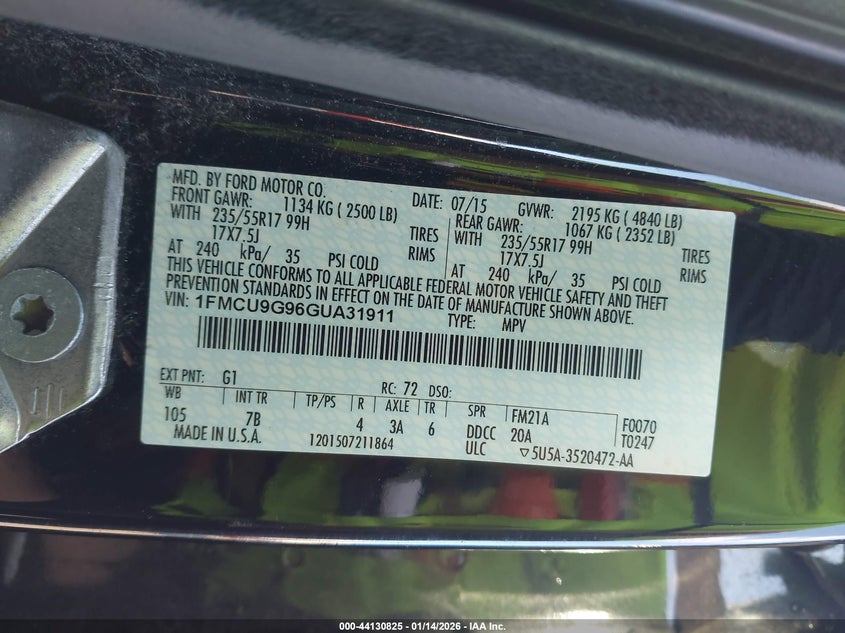 MFD. BY FORD MOTOR CO.
DATE: 07/15 GVWR: 2195 KG ( 4840 LB)
FRONT GAWR: 1134 KG ( 2500 LB) REAR GAWR: 1067 KG ( 2352 LB)
WITH 235/55R17 99H TIRES WITH 235/55R17 99H TIRES
17X7.5J RIMS 17X7.5J RIMS
AT 240 kPa/ 35 PSI COLD AT 240 kPa/ 35 PSI COLD
THIS VEHICLE CONFORMS TO ALL APPLICABLE FEDERAL MOTOR VEHICLE SAFETY AND THEFT
PREVENTION STANDARDS IN EFFECT ON THE DATE OF MANUFACTURE SHOWN ABOVE.
VIN: 1FMCU9G96GUA31911
TYPE: MPV
EXT PNT: G1 RC: 72 DSO:
WB INT TR TP/PS R AXLE TR SPR FM21A F0070
105 7B 4 3A 6 DDCC 20A T0247
MADE IN U.S.A. 1201507211864 ULC ▽5U5A-3520472-AA
000-44130825 - 01/14/2026 - IAA Inc.